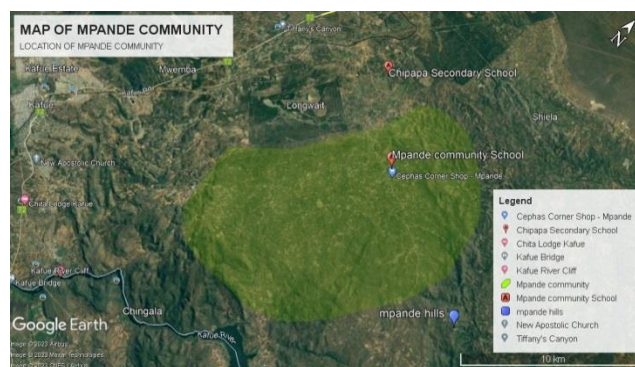 MAP OF MPANDE COMMUNITY
LOCATION OF MPANDE COMMUNITY
Tiffany's Canyon
Kafue Estate
Mwemba
Chipapa Secondary School
Kafue
Longwait
Shiela
New Apostolic Church
Mpande community School
Cephas Corner Shop - Mpande
Chita Lodge Kafue
Legend
Cephas Corner Shop - Mpande
Chipapa Secondary School
Chita Lodge Kafue
Kafue Bridge
Kafue River Cliff
Mpande community
Mpande community School
mpande hills
New Apostolic Church
Tiffany's Canyon
Kafue River Cliff
Kafue Bridge
Chingala
mpande hills
Google Earth
10 km